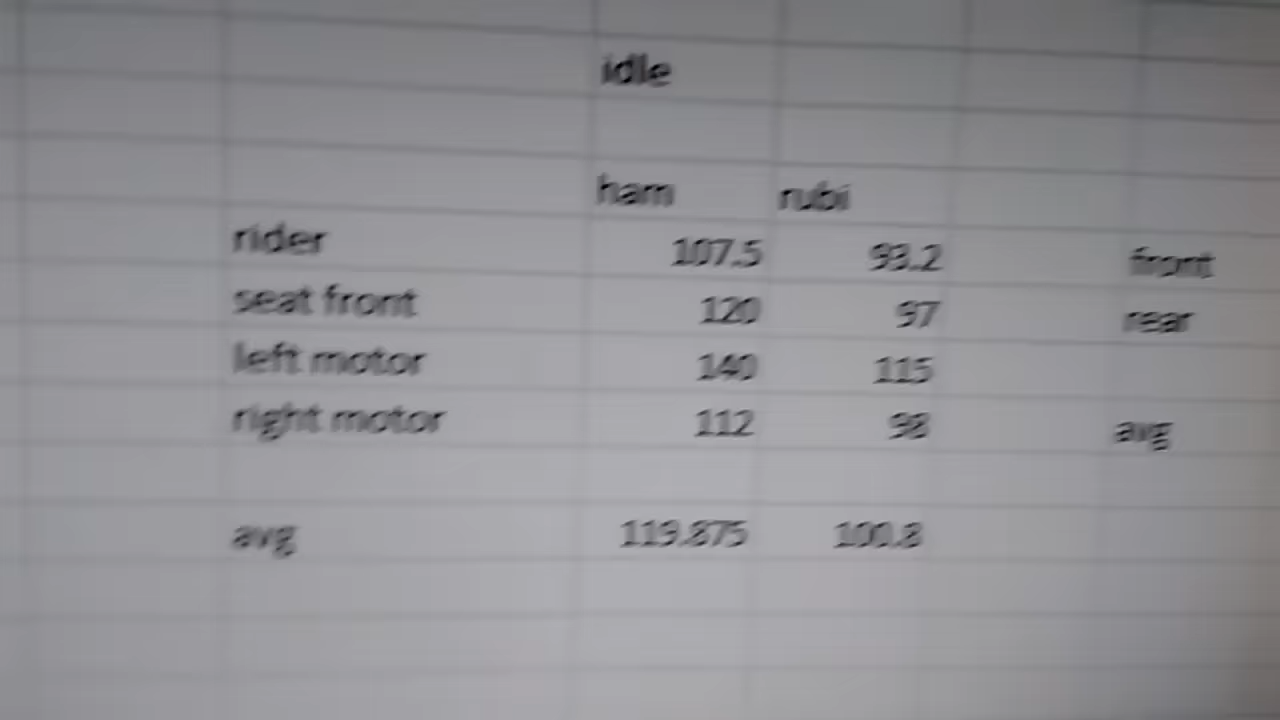 idle
ham rubi
rider 107.5 93.2 front
seat front 120 97 rear
left motor 140 115
right motor 112 98 avg
avg 119.875 100.8